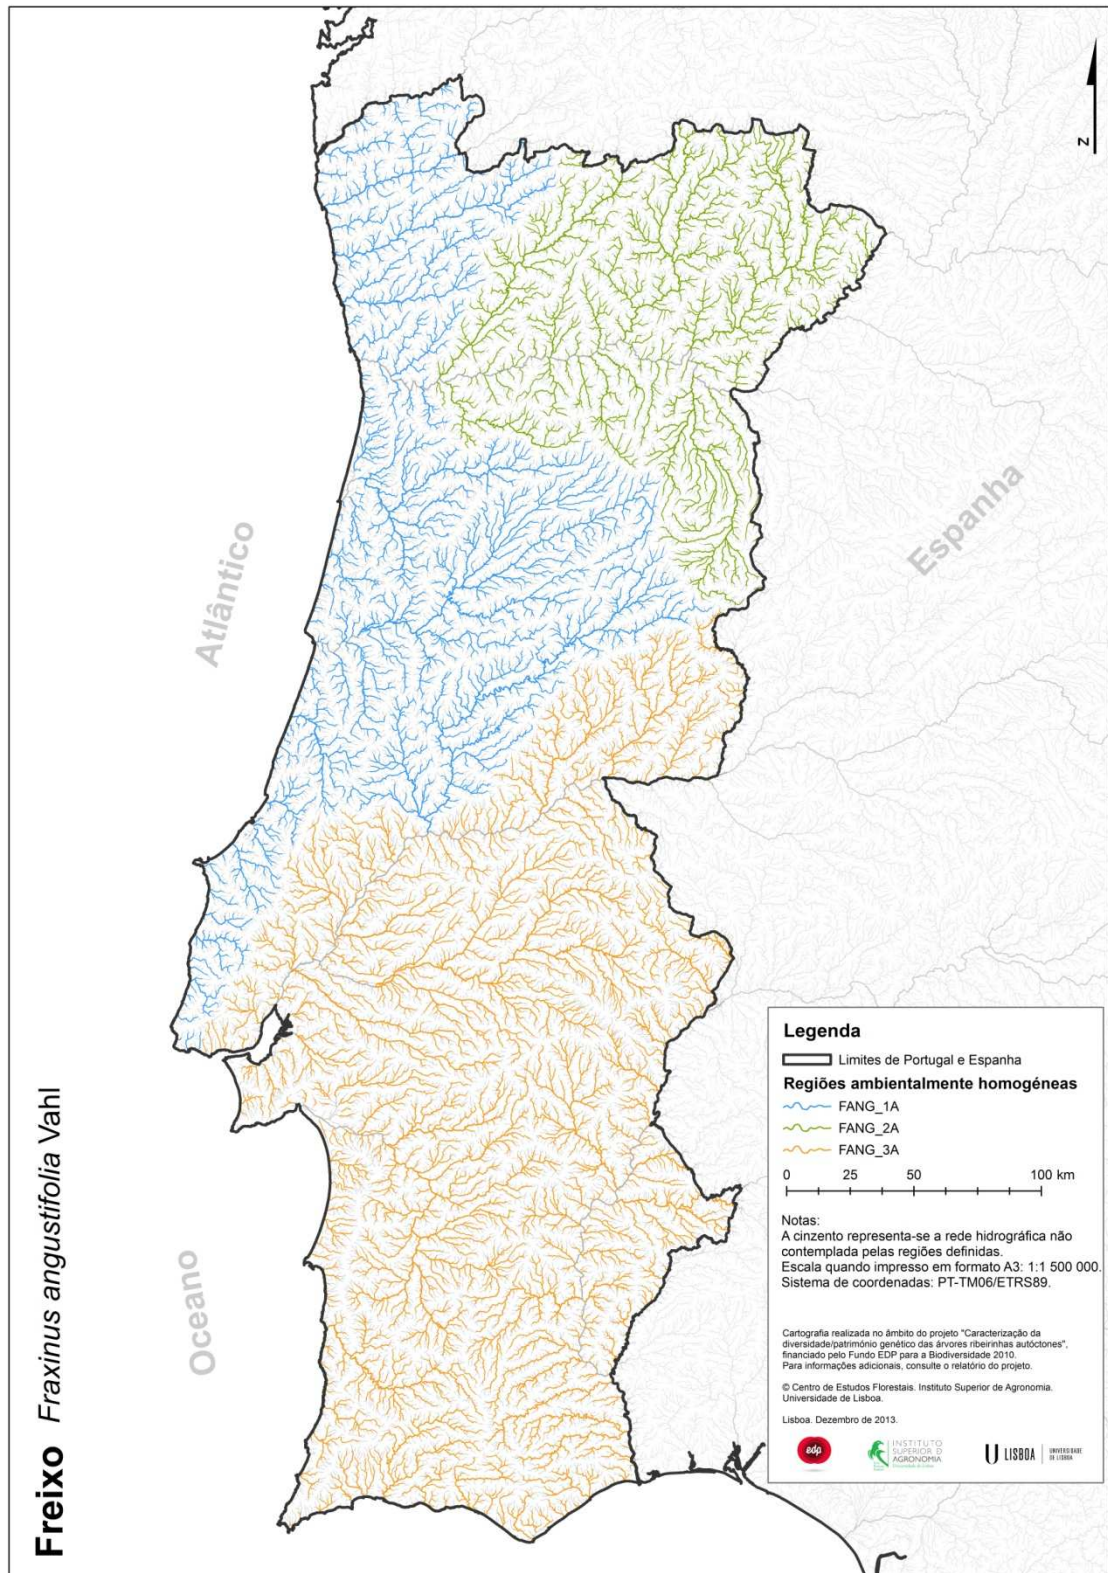 Freixo Fraxinus angustifolia Vahl
Oceano
Atlântico
Espanha
N
Legenda
Limites de Portugal e Espanha
Regiões ambientalmente homogéneas
FANG_1A
FANG_2A
FANG_3A
0 25 50 100 km
Notas:
A cinzento representa-se a rede hidrográfica não
contemplada pelas regiões definidas.
Escala quando impresso em formato A3: 1:1 500 000.
Sistema de coordenadas: PT-TM06/ETRS89.
Cartografia realizada no âmbito do projeto "Caracterização da
diversidade/património genético das árvores ribeirinhas autóctones",
financiado pelo Fundo EDP para a Biodiversidade 2010.
Para informações adicionais, consulte o relatório do projeto.
© Centro de Estudos Florestais. Instituto Superior de Agronomia.
Universidade de Lisboa.
Lisboa. Dezembro de 2013.
edp
INSTITUTO
SUPERIOR D
AGRONOMIA
LISBOA
UNIVERSIDADE
DE LISBOA